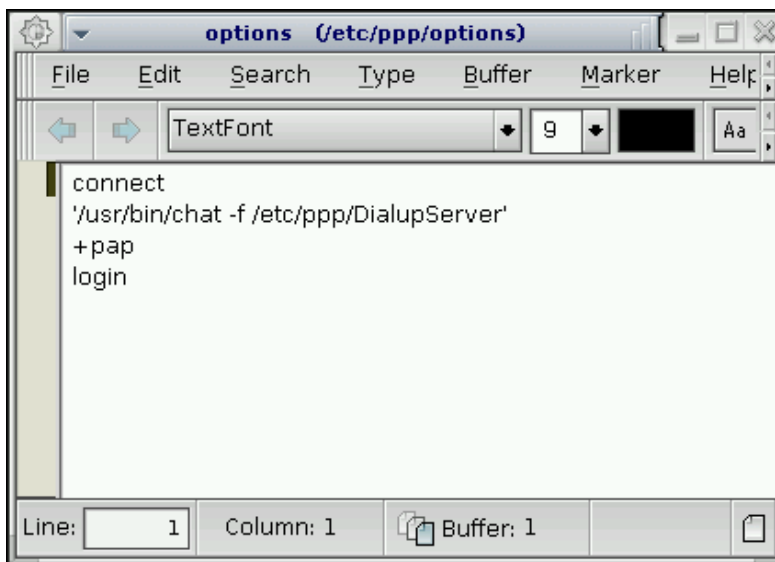 options (/etc/ppp/options)
File Edit Search Type Buffer Marker Help
TextFont 9 Aa
connect
'/usr/bin/chat -f /etc/ppp/DialupServer'
+pap
login
Line: 1 Column: 1 Buffer: 1